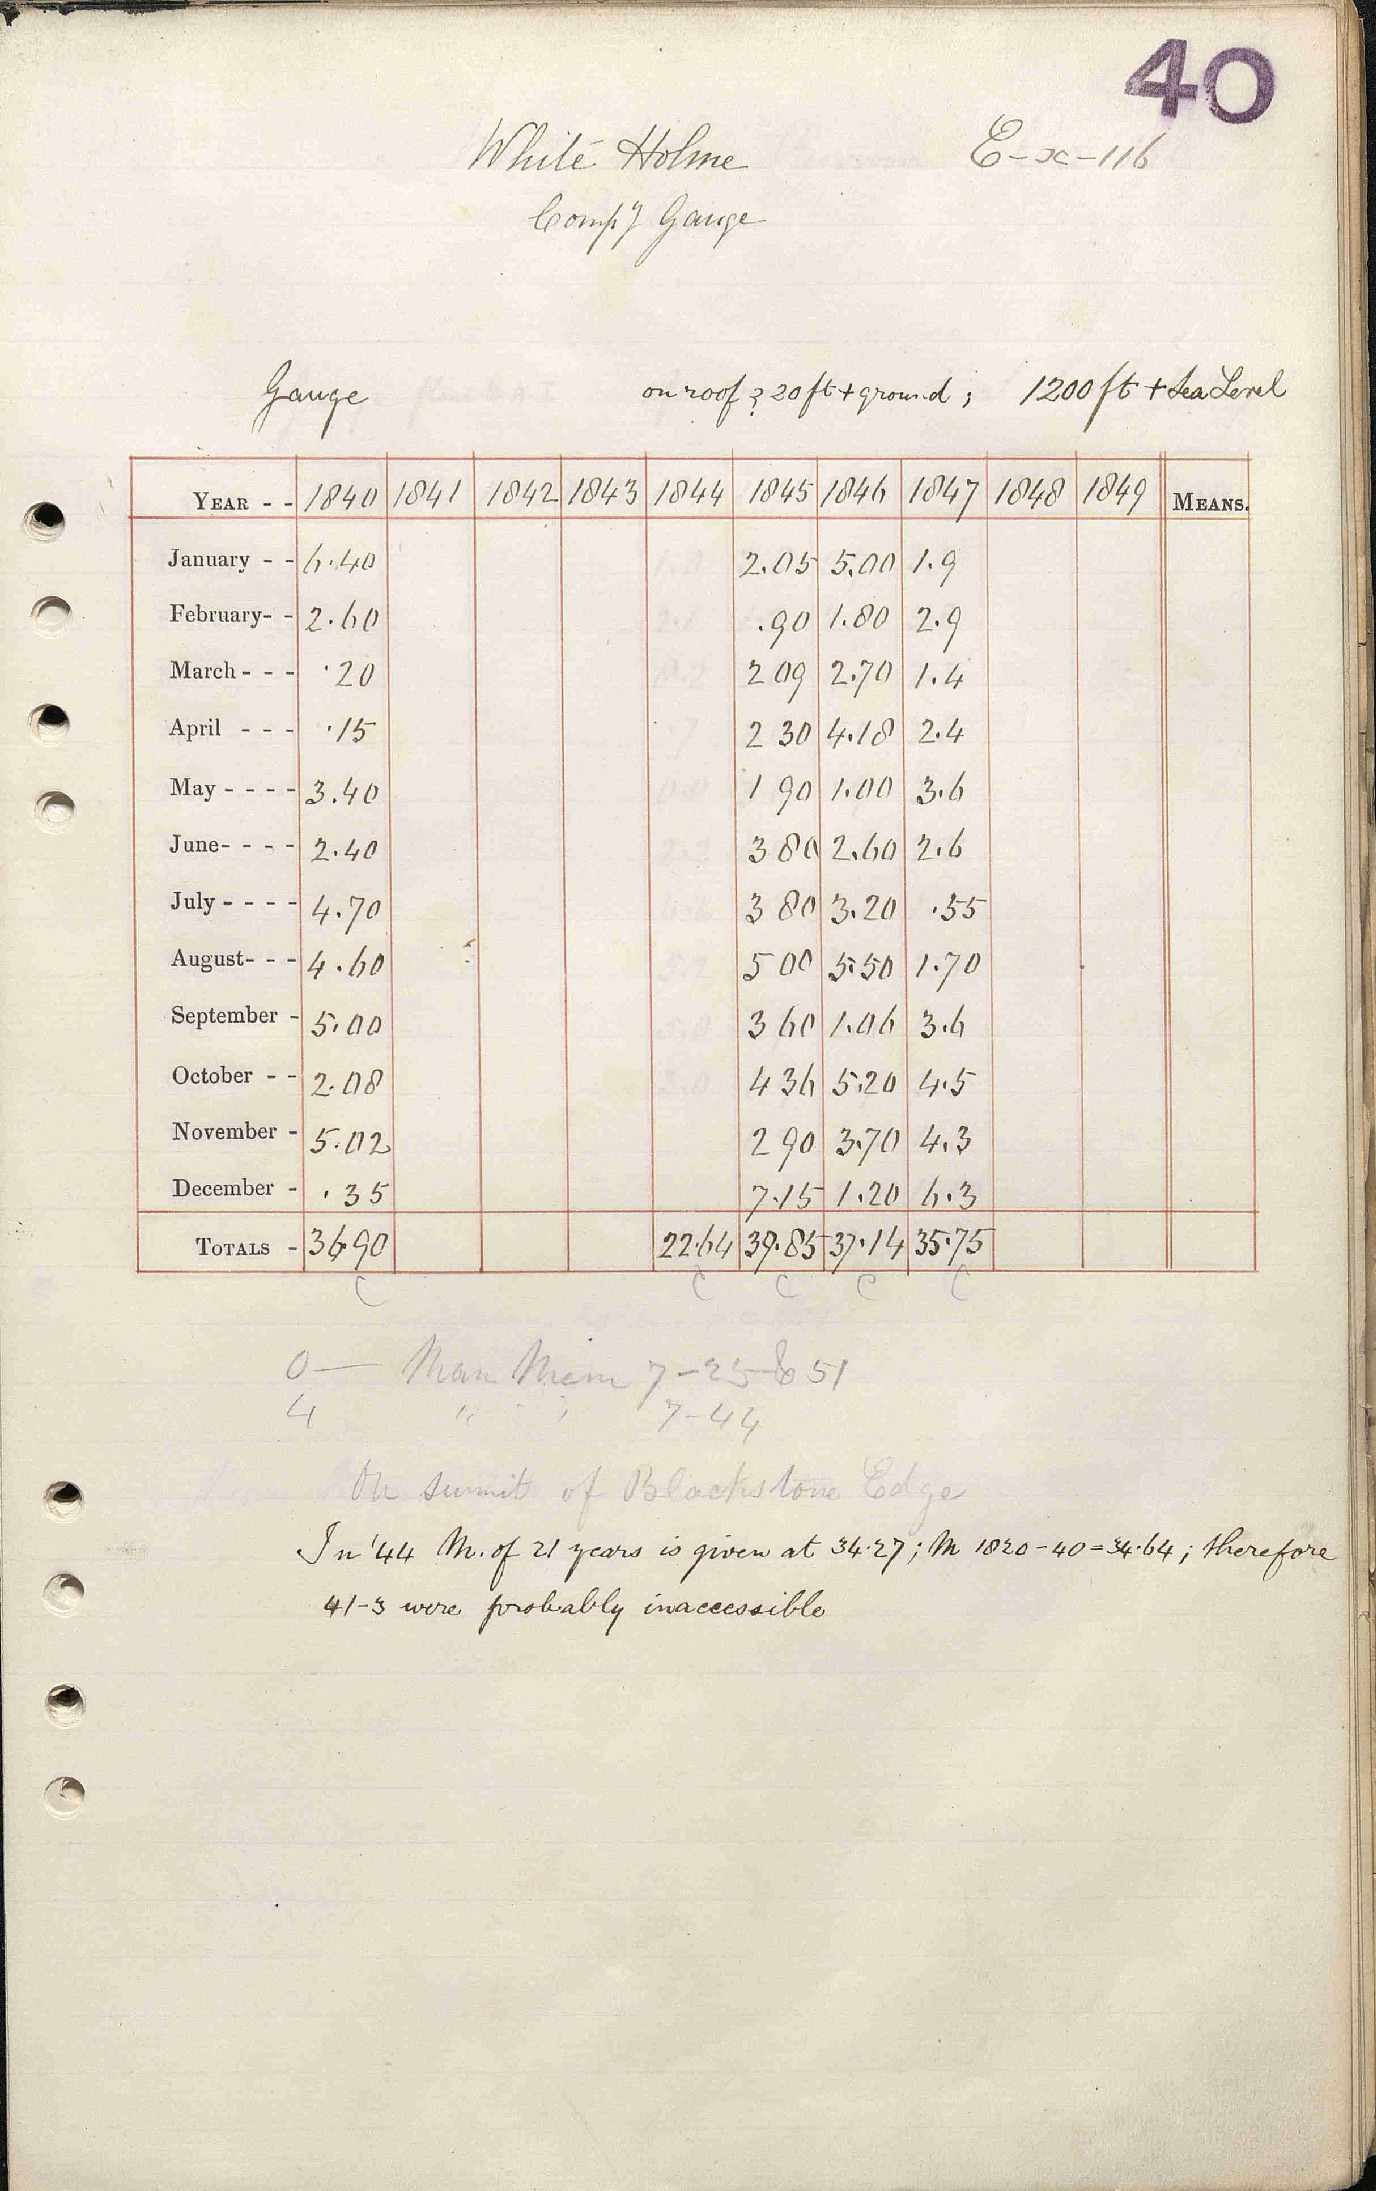 40
White Holme E-x-116
Compy Gauge
Gauge on roof ? 20 ft + ground; 1200 ft + Sea Level
YEAR - - 1840 1841 1842 1843 1844 1845 1846 1847 1848 1849 MEANS.
January - - 6.40 2.05 5.00 1.9
February- - 2.60 .90 1.80 2.9
March - - - .20 2 09 2.70 1.4
April - - - .15 2 30 4.18 2.4
May - - - - 3.40 1 90 1.00 3.6
June- - - - 2.40 3 80 2.60 2.6
July - - - - 4.70 3 80 3.20 .55
August- - - 4.60 5 00 5.50 1.70
September - 5.00 3 60 1.06 3.6
October - - 2.08 4 36 5.20 4.5
November - 5.02 2 90 3.70 4.3
December - .35 7.15 1.20 6.3
TOTALS - 36.90 22.64 39.85 37.14 35.75
C C C C C
0 — Man Mem 7-25 & 51
4 " " 7-44
On summit of Blackstone Edge
In '44 M. of 21 years is given at 34.27; M 1820-40 = 34.64; therefore
41-3 were probably inaccessible